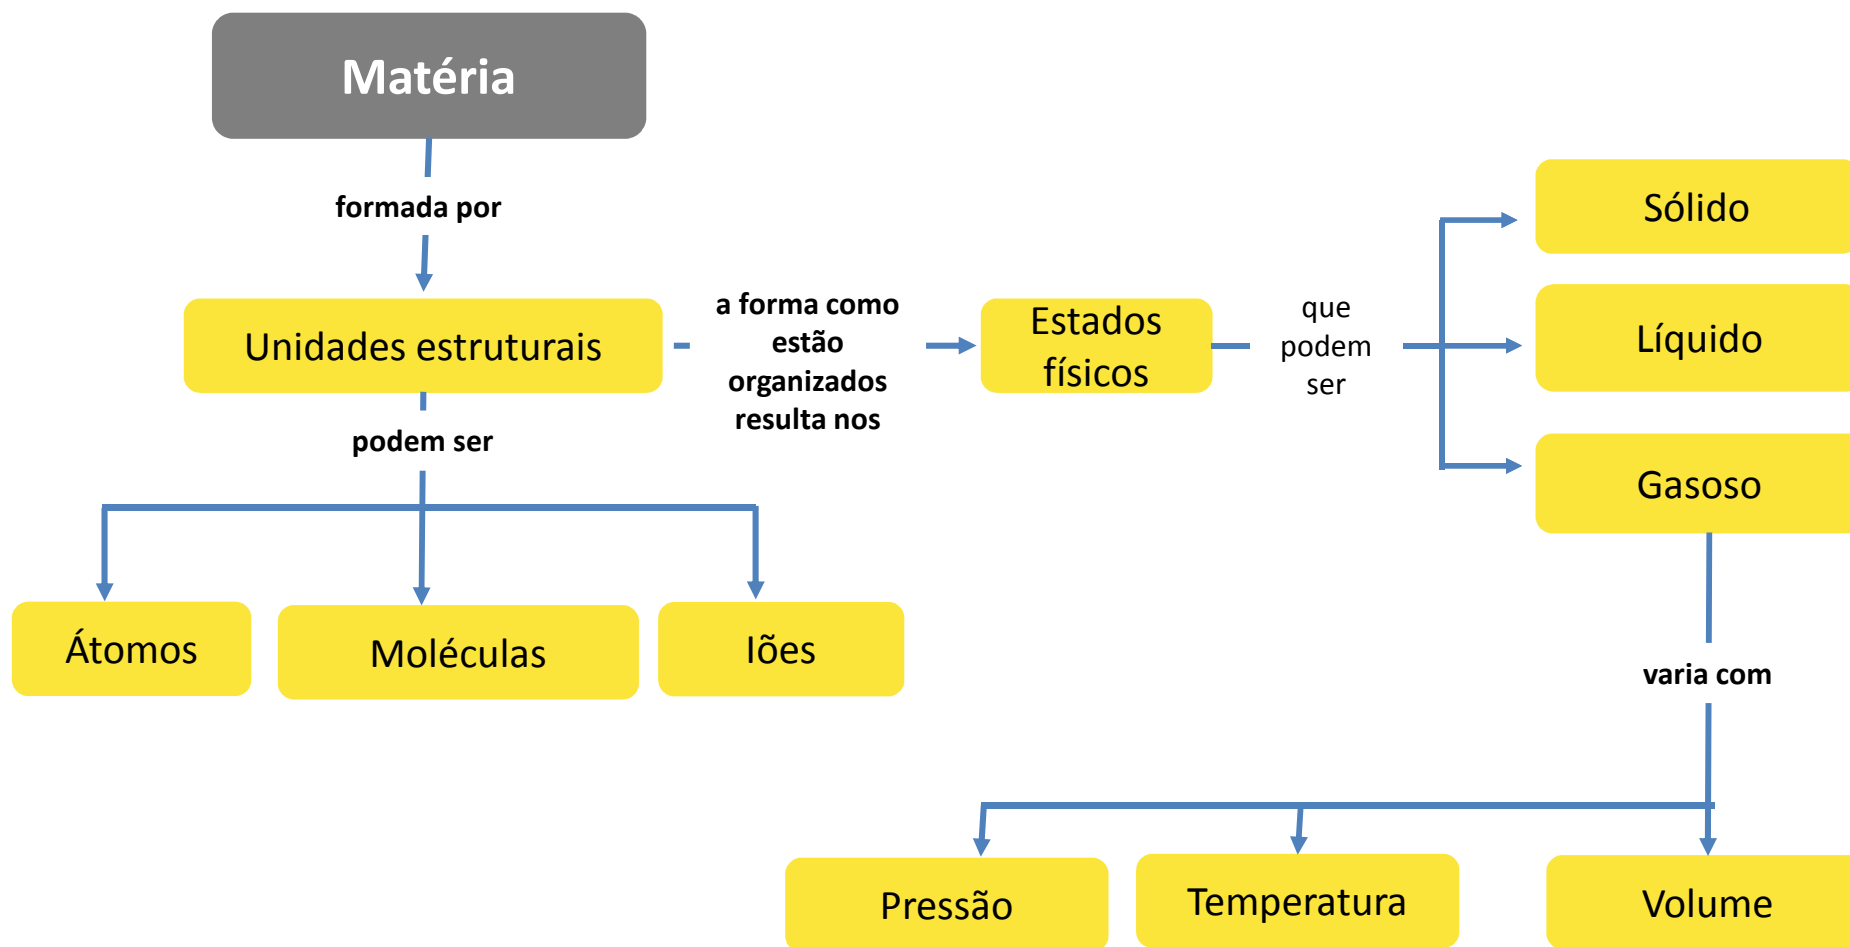 Matéria
formada por
Unidades estruturais
a forma como
estão
organizados
resulta nos
Estados
físicos
que
podem
ser
Sólido
Líquido
Gasoso
podem ser
Átomos
Moléculas
Iões
varia com
Pressão
Temperatura
Volume